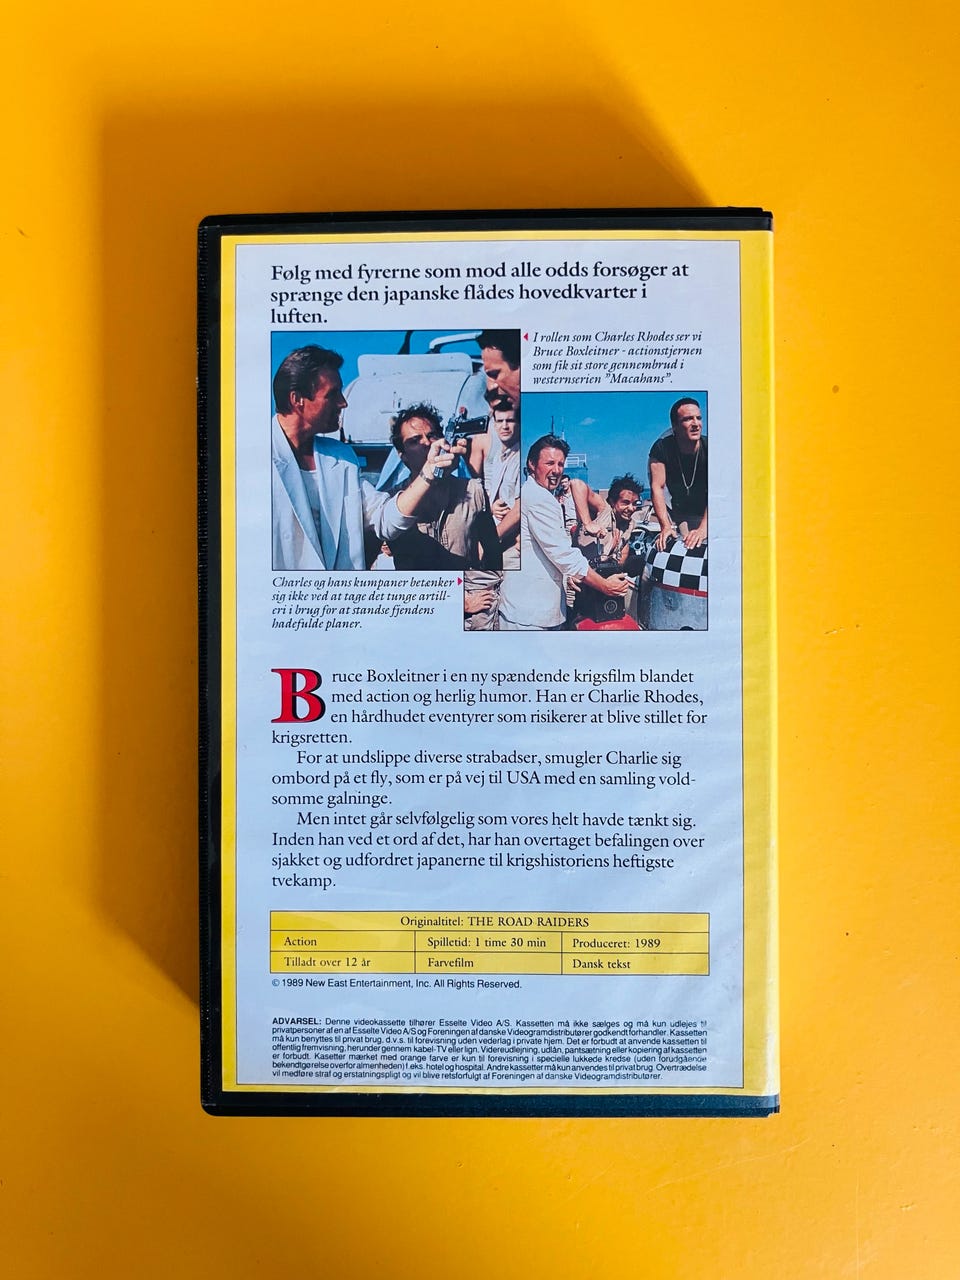 Følg med fyrerne som mod alle odds forsøger at
sprænge den japanske flådes hovedkvarter i
luften.
I rollen som Charles Rhodes ser vi
Bruce Boxleitner - actionstjernen
som fik sit store gennembrud i
westernserien "Macahans".
Charles og hans kumpaner betænker
sig ikke ved at tage det tunge artill-
eri i brug for at standse fjendens
hadefulde planer.
Bruce Boxleitner i en ny spændende krigsfilm blandet
med action og herlig humor. Han er Charlie Rhodes,
en hårdhudet eventyrer som risikerer at blive stillet for
krigsretten.
For at undslippe diverse strabadser, smugler Charlie sig
ombord på et fly, som er på vej til USA med en samling vold-
somme galninge.
Men intet går selvfølgelig som vores helt havde tænkt sig.
Inden han ved et ord af det, har han overtaget befalingen over
sjakket og udfordret japanerne til krigshistoriens heftigste
tvekamp.
Originaltitel: THE ROAD RAIDERS
Action Spilletid: 1 time 30 min Produceret: 1989
Tilladt over 12 år Farvefilm Dansk tekst
© 1989 New East Entertainment, Inc. All Rights Reserved.
ADVARSEL: Denne videokassette tilhører Esselte Video A/S. Kassetten må ikke sælges og må kun udlejes til
privatpersoner af en af Esselte Video A/S og Foreningen af danske Videogramdistributører godkendt forhandler. Kassetten
må kun benyttes til privat brug, d.v.s. til forevisning uden vederlag i private hjem. Det er forbudt at anvende kassetten til
offentlig fremvisning, herunder gennem kabel-TV eller lign. Videreudlejning, udlån, pantsætning eller kopiering af kassetten
er forbudt. Kasetter mærket med orange farve er kun til forevisning i specielle lukkede kredse (uden forudgående
bekendtgørelse overfor almenheden) f.eks. hotel og hospital. Andre kassetter må kun anvendes til privat brug. Overtrædelse
vil medføre straf og erstatningspligt og vil blive retsforfulgt af Foreningen af danske Videogramdistributører.